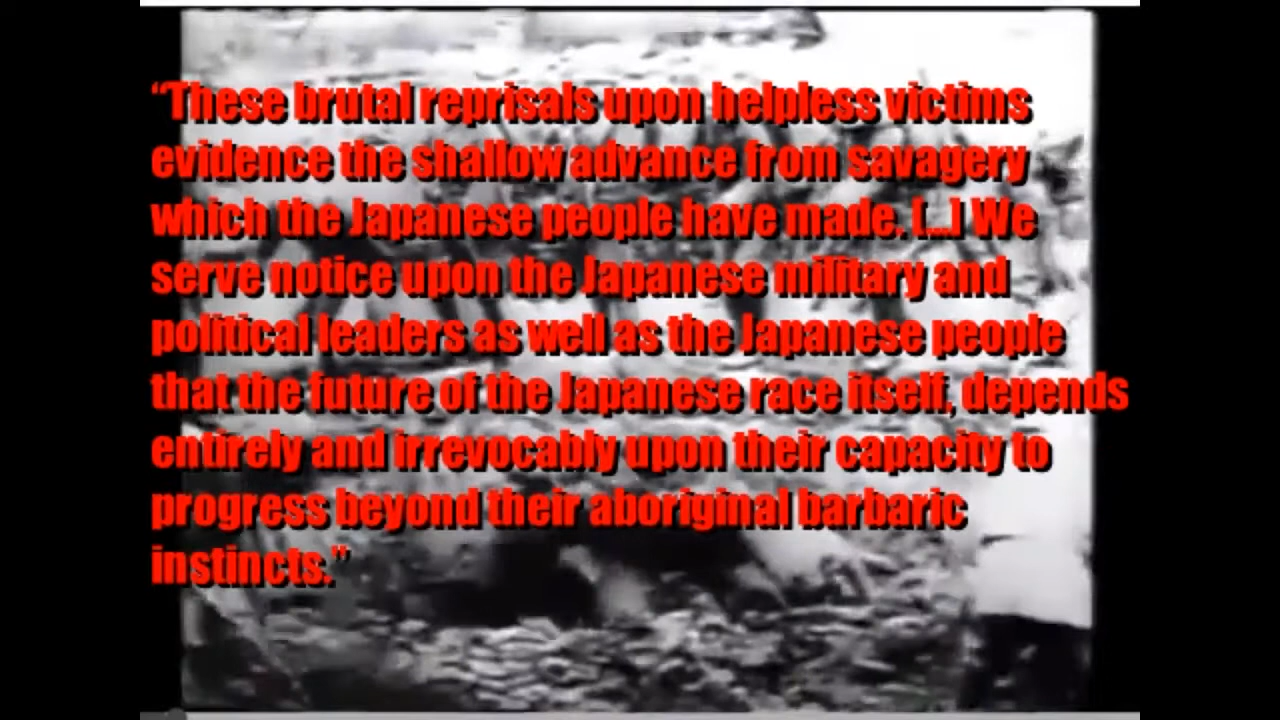 “These brutal reprisals upon helpless victims
evidence the shallow advance from savagery
which the Japanese people have made. [...] We
serve notice upon the Japanese military and
political leaders as well as the Japanese people
that the future of the Japanese race itself, depends
entirely and irrevocably upon their capacity to
progress beyond their aboriginal barbaric
instincts."